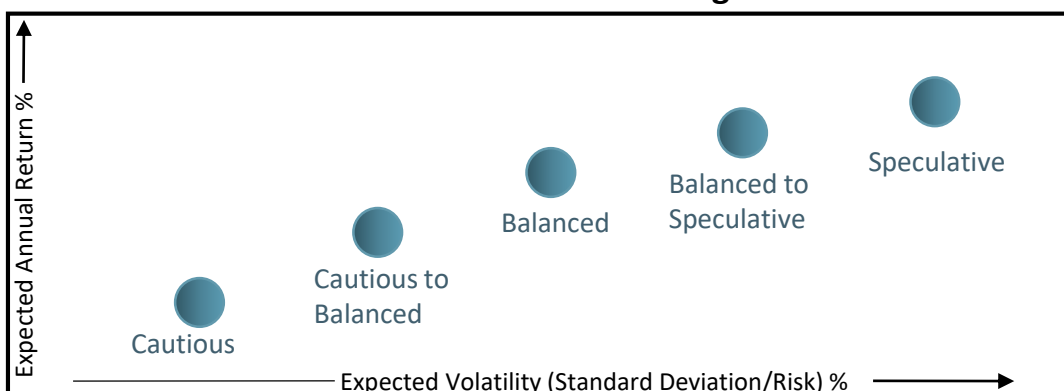 Expected Annual Return %
Speculative
Balanced to
Speculative
Balanced
Cautious to
Balanced
Cautious
Expected Volatility (Standard Deviation/Risk) %